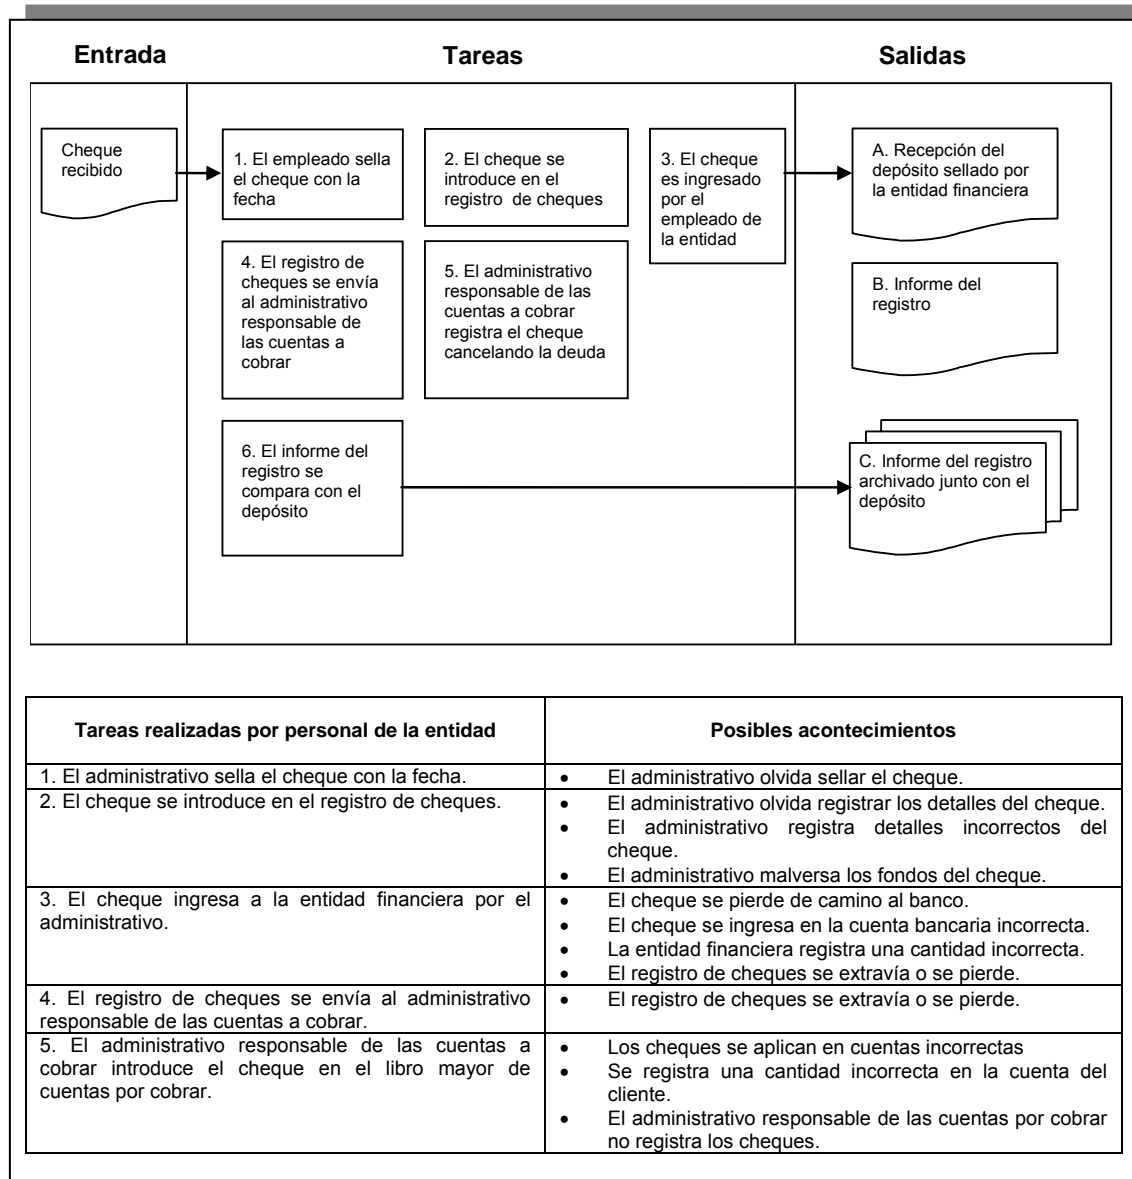 Entrada
Tareas
Salidas
Cheque
recibido
1. El empleado sella
el cheque con la
fecha
2. El cheque se
introduce en el
registro de cheques
3. El cheque
es ingresado
por el
empleado de
la entidad
A. Recepción del
depósito sellado por
la entidad financiera
4. El registro de
cheques se envía
al administrativo
responsable de
las cuentas a
cobrar
5. El administrativo
responsable de las
cuentas a cobrar
registra el cheque
cancelando la deuda
B. Informe del
registro
6. El informe del
registro se
compara con el
depósito
C. Informe del registro
archivado junto con el
depósito
Tareas realizadas por personal de la entidad
Posibles acontecimientos
1. El administrativo sella el cheque con la fecha.
• El administrativo olvida sellar el cheque.
2. El cheque se introduce en el registro de cheques.
• El administrativo olvida registrar los detalles del cheque.
• El administrativo registra detalles incorrectos del
cheque.
• El administrativo malversa los fondos del cheque.
3. El cheque ingresa a la entidad financiera por el
administrativo.
• El cheque se pierde de camino al banco.
• El cheque se ingresa en la cuenta bancaria incorrecta.
• La entidad financiera registra una cantidad incorrecta.
• El registro de cheques se extravía o se pierde.
4. El registro de cheques se envía al administrativo
responsable de las cuentas a cobrar.
• El registro de cheques se extravía o se pierde.
5. El administrativo responsable de las cuentas a
cobrar introduce el cheque en el libro mayor de
cuentas por cobrar.
• Los cheques se aplican en cuentas incorrectas
• Se registra una cantidad incorrecta en la cuenta del
cliente.
• El administrativo responsable de las cuentas por cobrar
no registra los cheques.